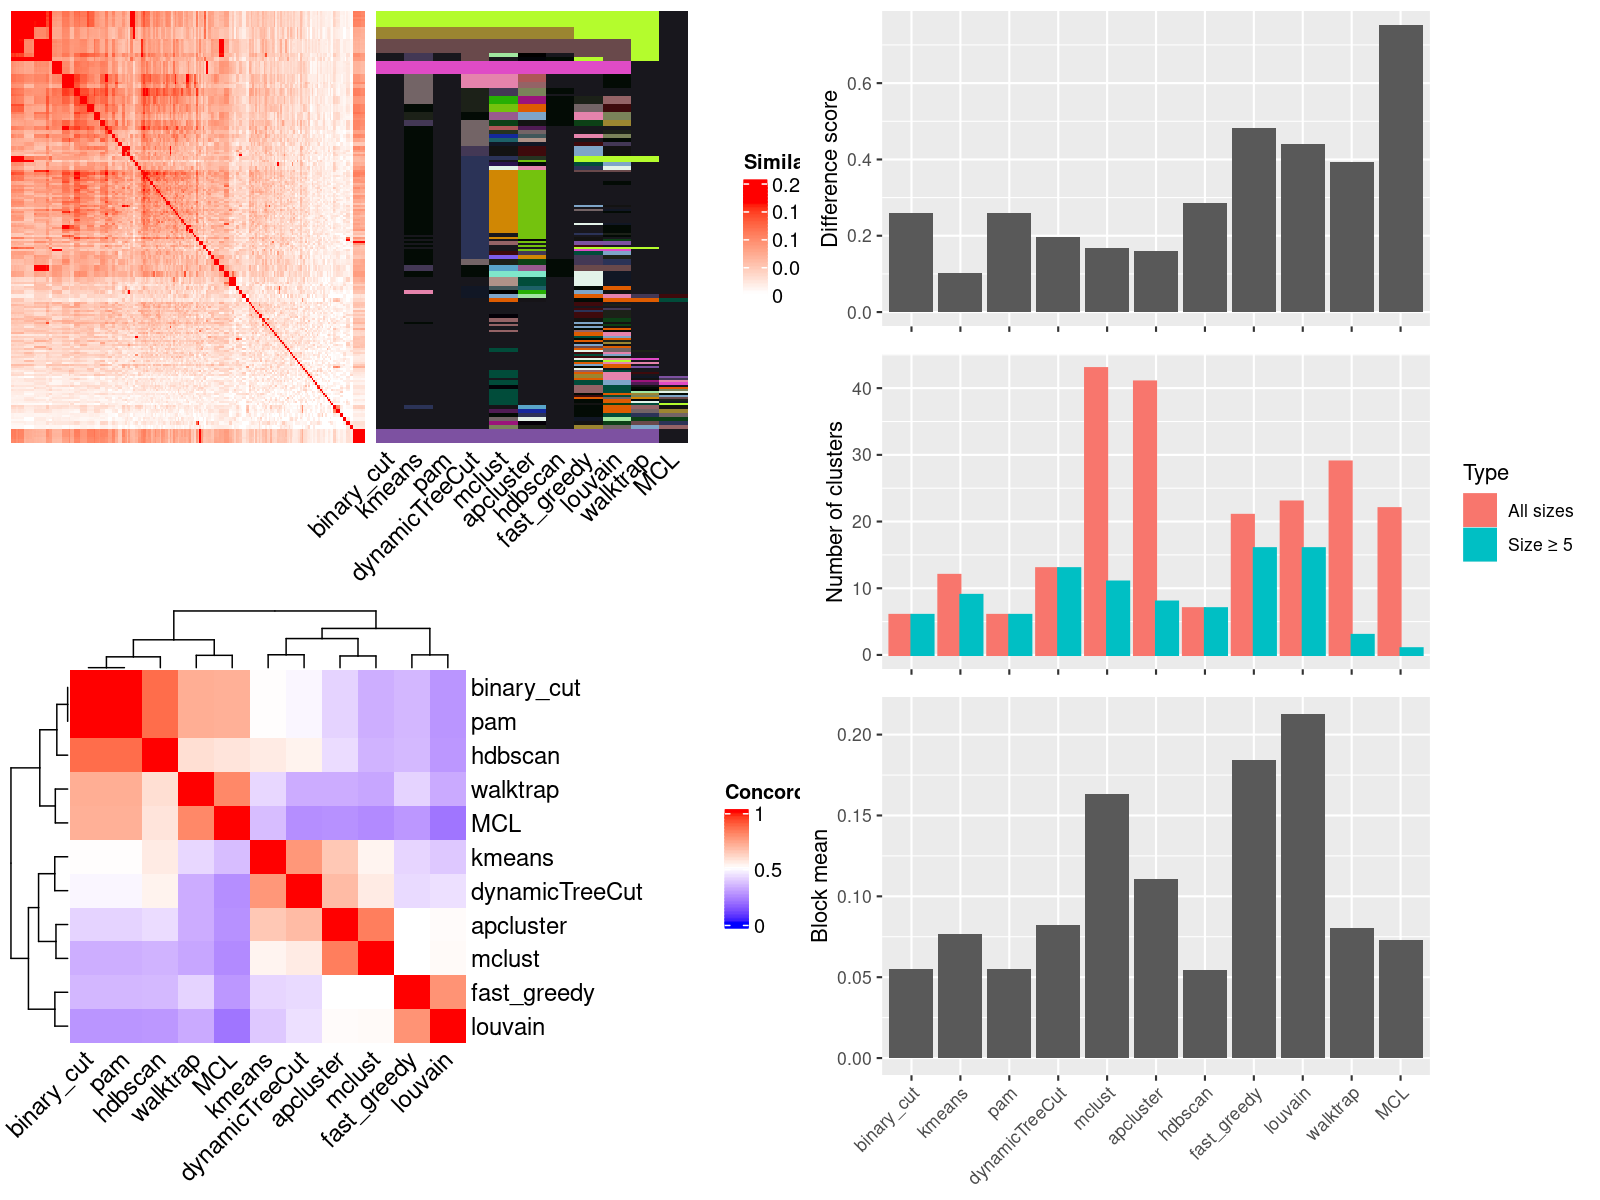 Simila
0.2
0.1
0.1
0.0
0
binary_cut
kmeans
pam
dynamicTreeCut
mclust
apcluster
hdbscan
fast_greedy
louvain
walktrap
MCL
binary_cut
pam
hdbscan
walktrap
MCL
kmeans
dynamicTreeCut
apcluster
mclust
fast_greedy
louvain
binary_cut
pam
hdbscan
walktrap
MCL
kmeans
dynamicTreeCut
apcluster
mclust
fast_greedy
louvain
Concord
1
0.5
0
Difference score
0.6
0.4
0.2
0.0
Number of clusters
40
30
20
10
0
Type
All sizes
Size ≥ 5
Block mean
0.20
0.15
0.10
0.05
0.00
binary_cut
kmeans
pam
dynamicTreeCut
mclust
apcluster
hdbscan
fast_greedy
louvain
walktrap
MCL